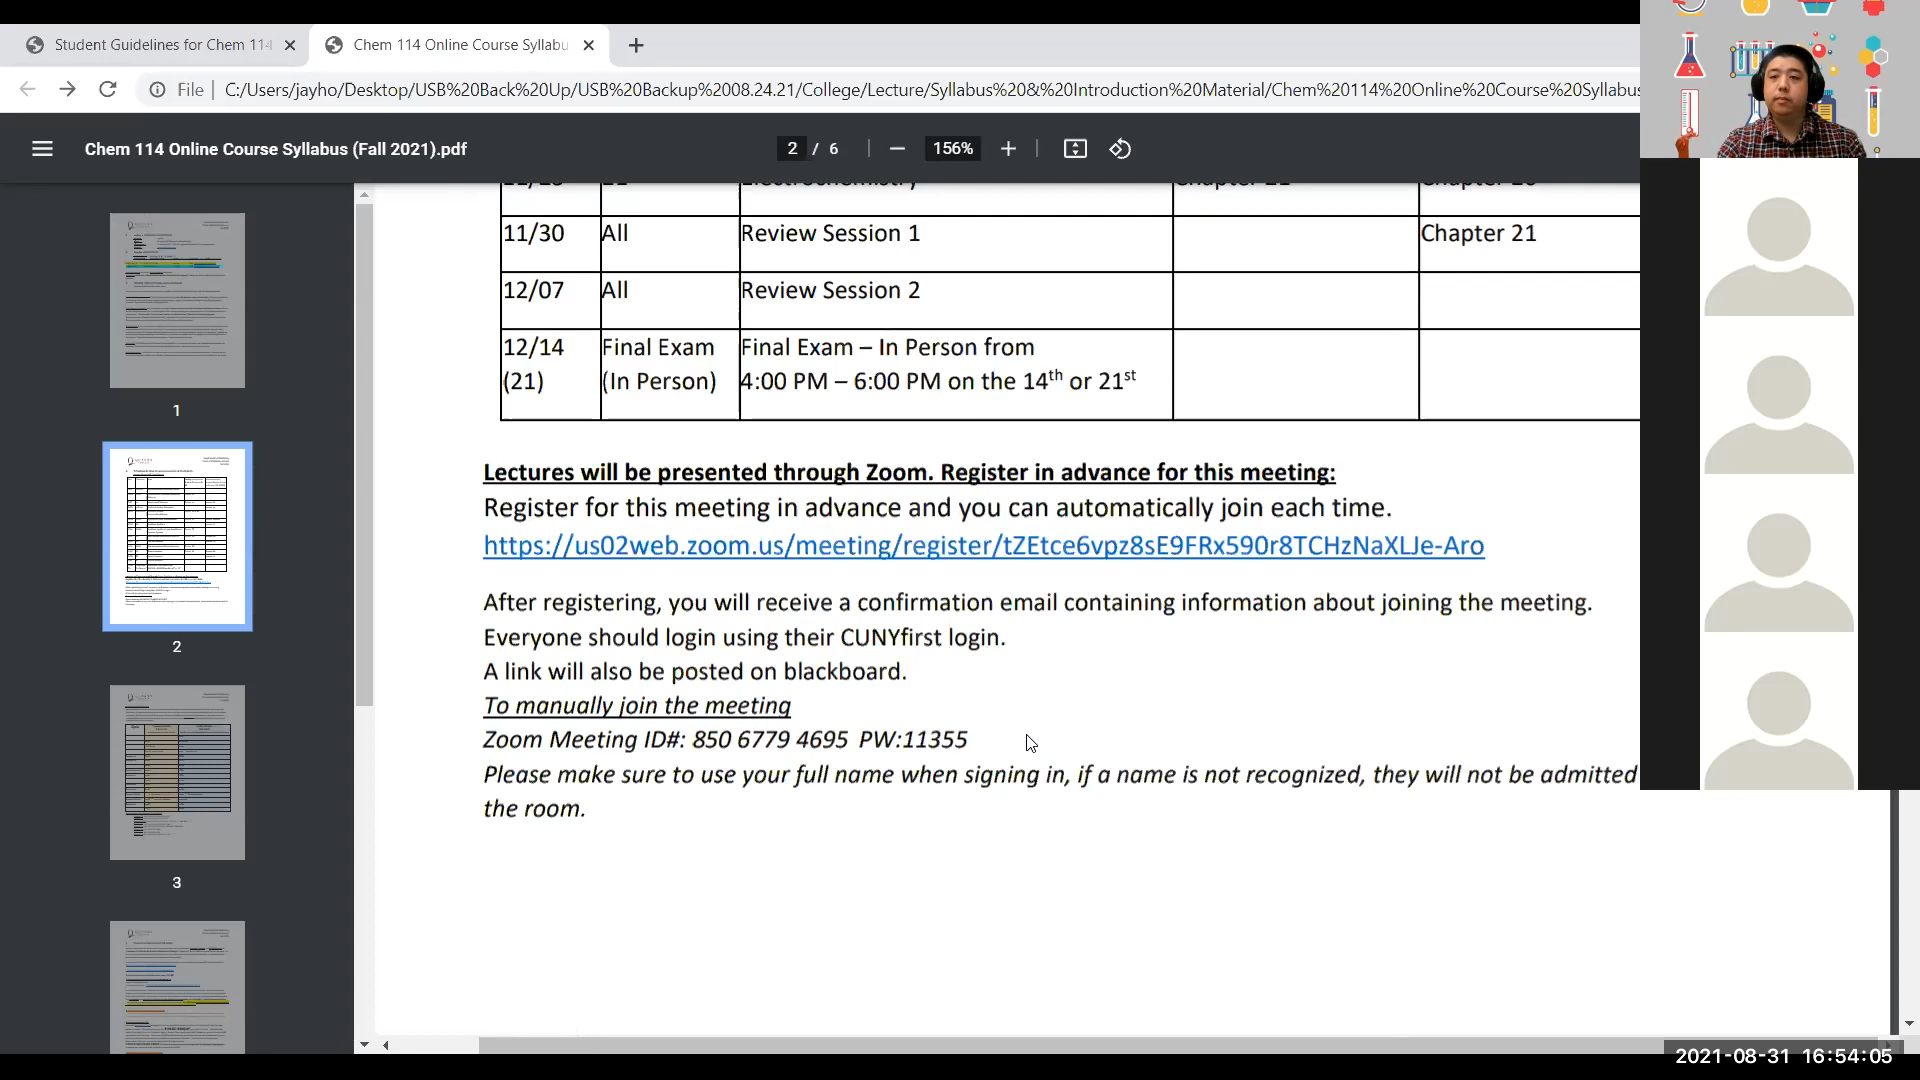 Student Guidelines for Chem 114
Chem 114 Online Course Syllabu
File
C:/Users/jayho/Desktop/USB%20Back%20Up/USB%20Backup%2008.24.21/College/Lecture/Syllabus%20&%20Introduction%20Material/Chem%20114%20Online%20Course%20Syllabus
Chem 114 Online Course Syllabus (Fall 2021).pdf
2 / 6
156%
1
2
3
11/30 All Review Session 1 Chapter 21
12/07 All Review Session 2
12/14 Final Exam Final Exam – In Person from
(21) (In Person) 4:00 PM – 6:00 PM on the 14th or 21st
Lectures will be presented through Zoom. Register in advance for this meeting:
Register for this meeting in advance and you can automatically join each time.
https://us02web.zoom.us/meeting/register/tZEtce6vpz8sE9FRx590r8TCHzNaXLJe-Aro
After registering, you will receive a confirmation email containing information about joining the meeting.
Everyone should login using their CUNYfirst login.
A link will also be posted on blackboard.
To manually join the meeting
Zoom Meeting ID#: 850 6779 4695 PW:11355
Please make sure to use your full name when signing in, if a name is not recognized, they will not be admitted
the room.
2021-08-31 16:54:05